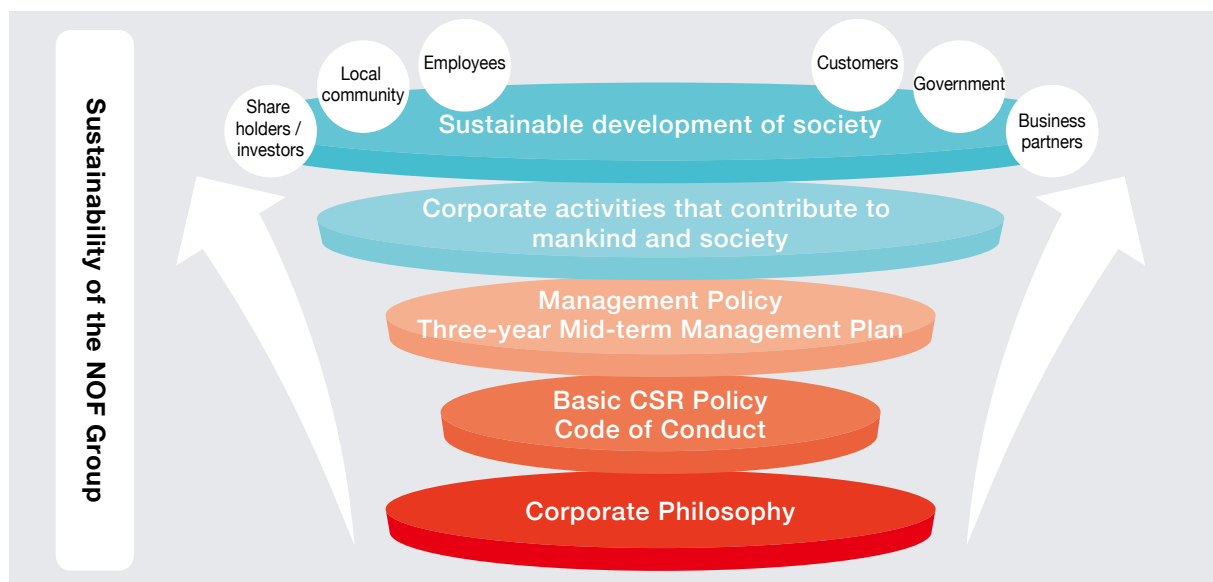 Sustainability of the NOF Group
Share
holders /
investors
Local
community
Employees
Customers
Government
Business
partners
Sustainable development of society
Corporate activities that contribute to
mankind and society
Management Policy
Three-year Mid-term Management Plan
Basic CSR Policy
Code of Conduct
Corporate Philosophy